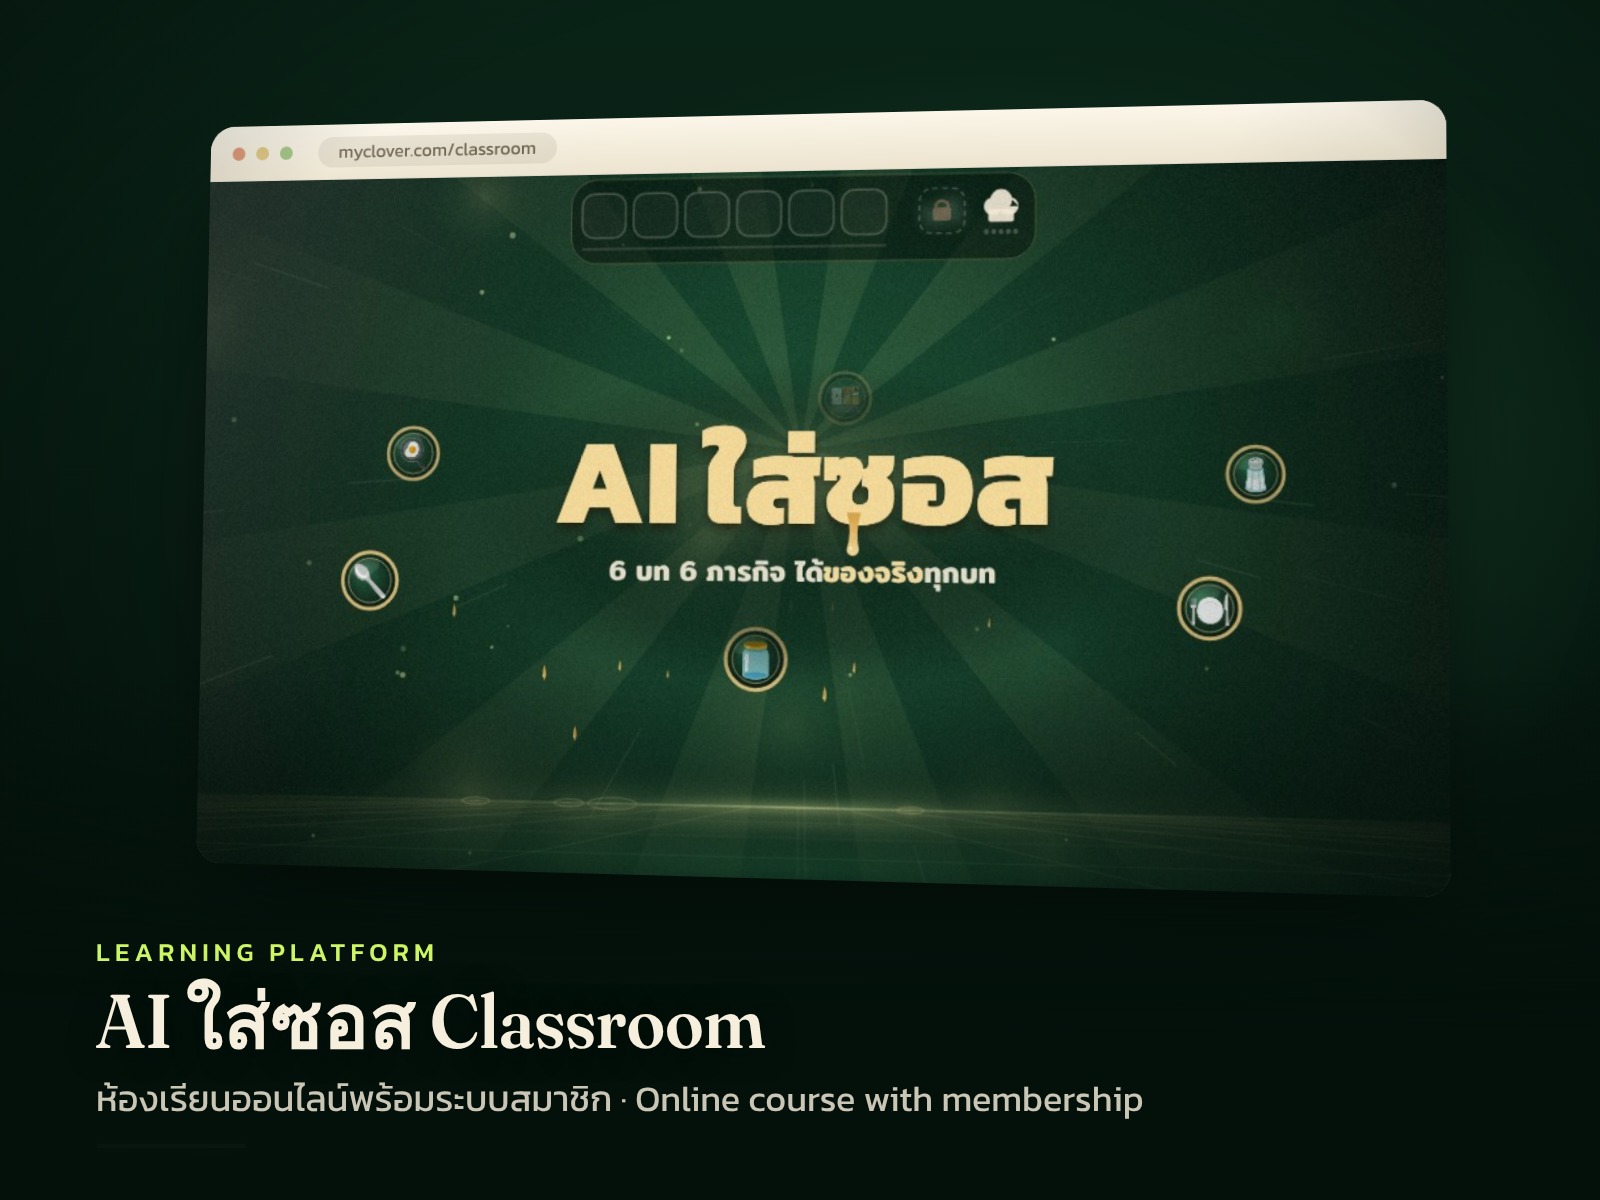 myclover.com/classroom
AI ใส่ซอส
6 บท 6 ภารกิจ ได้ของจริงทุกบท
LEARNING PLATFORM
AI ใส่ซอส Classroom
ห้องเรียนออนไลน์พร้อมระบบสมาชิก · Online course with membership